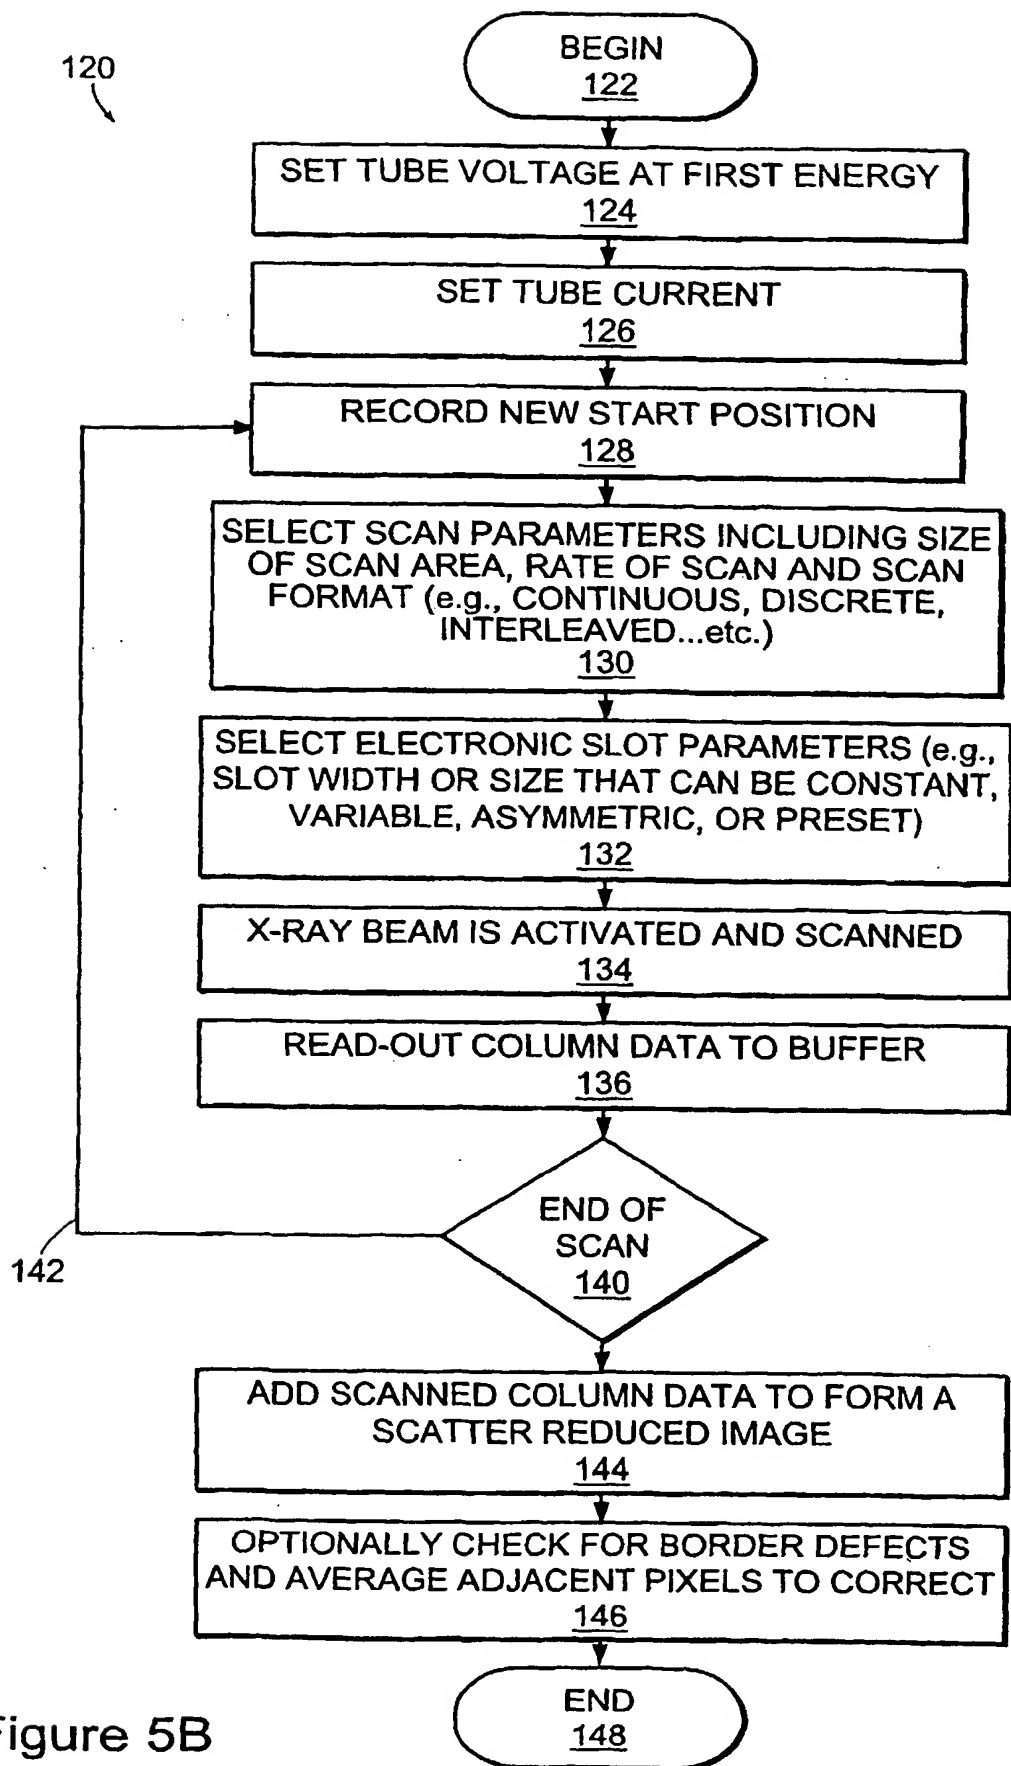 120
BEGIN
122
SET TUBE VOLTAGE AT FIRST ENERGY
124
SET TUBE CURRENT
126
RECORD NEW START POSITION
128
SELECT SCAN PARAMETERS INCLUDING SIZE
OF SCAN AREA, RATE OF SCAN AND SCAN
FORMAT (e.g., CONTINUOUS, DISCRETE,
INTERLEAVED...etc.)
130
SELECT ELECTRONIC SLOT PARAMETERS (e.g.,
SLOT WIDTH OR SIZE THAT CAN BE CONSTANT,
VARIABLE, ASYMMETRIC, OR PRESET)
132
X-RAY BEAM IS ACTIVATED AND SCANNED
134
READ-OUT COLUMN DATA TO BUFFER
136
END OF
SCAN
140
142
ADD SCANNED COLUMN DATA TO FORM A
SCATTER REDUCED IMAGE
144
OPTIONALLY CHECK FOR BORDER DEFECTS
AND AVERAGE ADJACENT PIXELS TO CORRECT
146
END
148
igure 5B